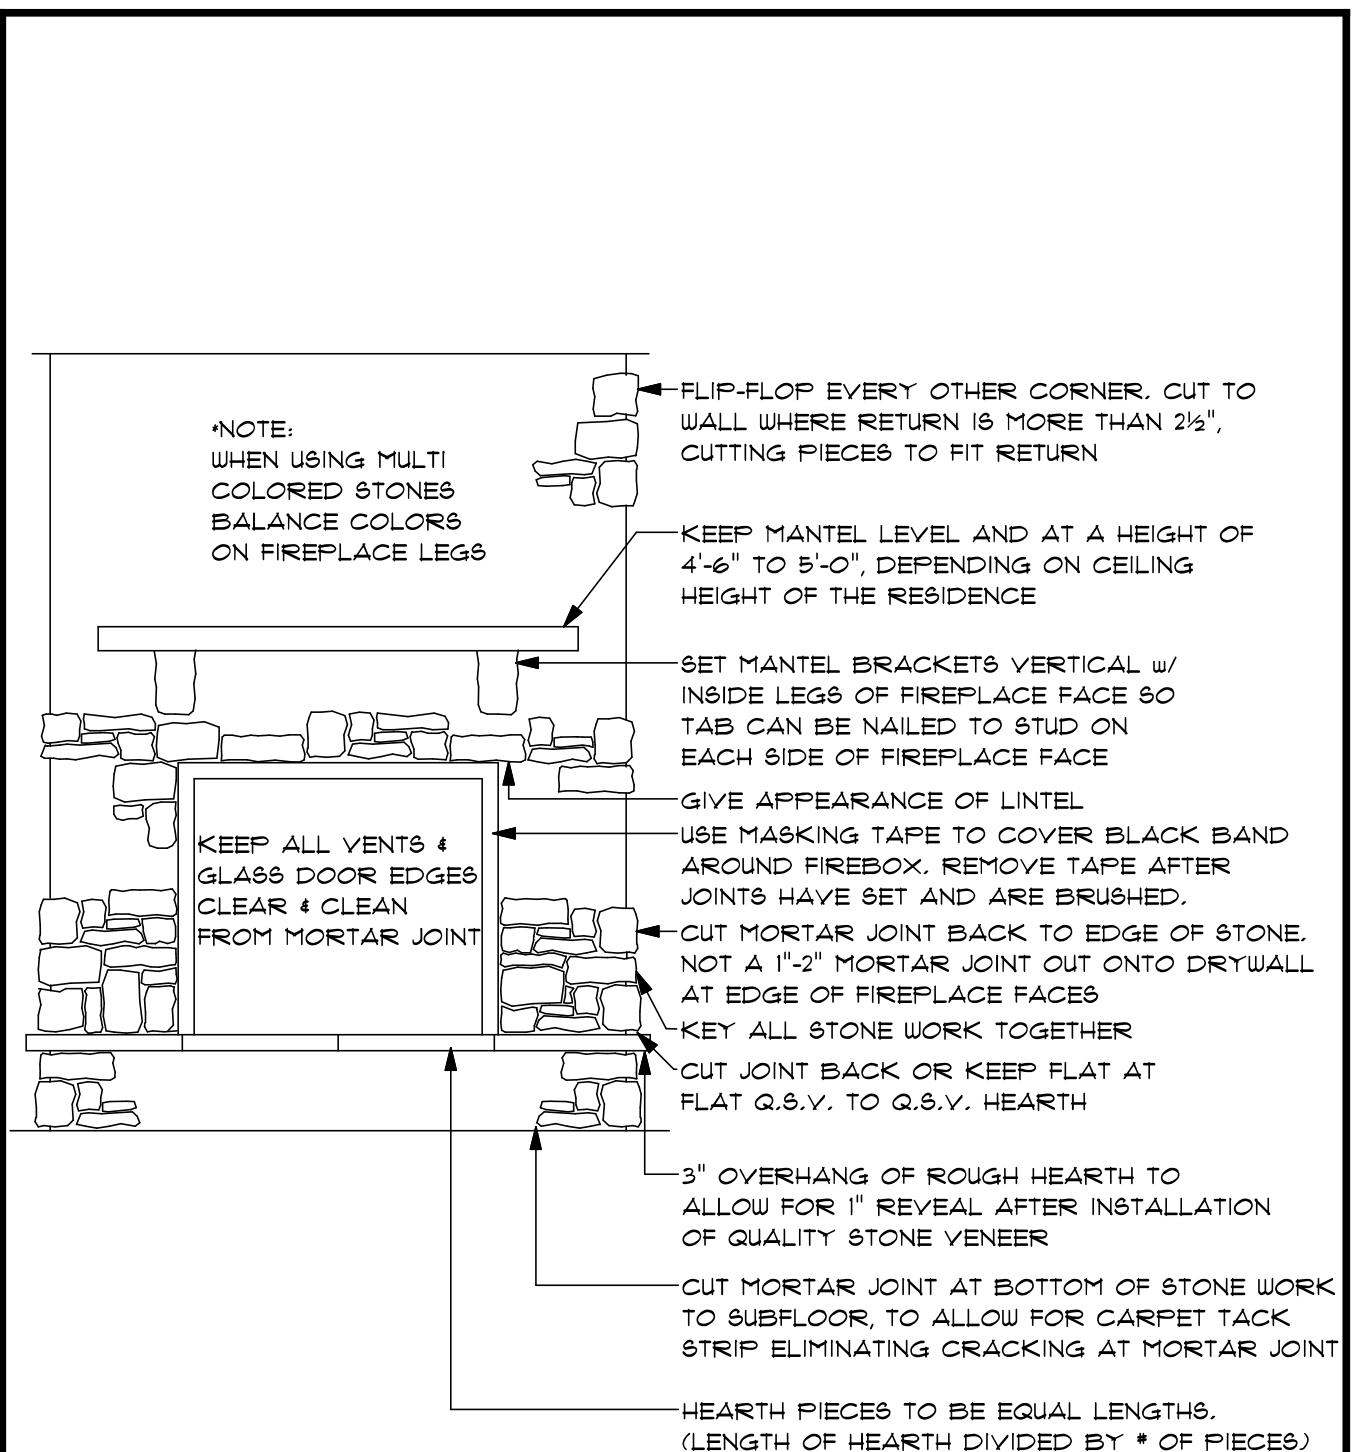 *NOTE:
WHEN USING MULTI
COLORED STONES
BALANCE COLORS
ON FIREPLACE LEGS
KEEP ALL VENTS &
GLASS DOOR EDGES
CLEAR & CLEAN
FROM MORTAR JOINT
FLIP-FLOP EVERY OTHER CORNER. CUT TO
WALL WHERE RETURN IS MORE THAN 2½",
CUTTING PIECES TO FIT RETURN
KEEP MANTEL LEVEL AND AT A HEIGHT OF
4'-6" TO 5'-0", DEPENDING ON CEILING
HEIGHT OF THE RESIDENCE
SET MANTEL BRACKETS VERTICAL w/
INSIDE LEGS OF FIREPLACE FACE SO
TAB CAN BE NAILED TO STUD ON
EACH SIDE OF FIREPLACE FACE
GIVE APPEARANCE OF LINTEL
USE MASKING TAPE TO COVER BLACK BAND
AROUND FIREBOX. REMOVE TAPE AFTER
JOINTS HAVE SET AND ARE BRUSHED.
CUT MORTAR JOINT BACK TO EDGE OF STONE.
NOT A 1"-2" MORTAR JOINT OUT ONTO DRYWALL
AT EDGE OF FIREPLACE FACES
KEY ALL STONE WORK TOGETHER
CUT JOINT BACK OR KEEP FLAT AT
FLAT Q.S.V. TO Q.S.V. HEARTH
3" OVERHANG OF ROUGH HEARTH TO
ALLOW FOR 1" REVEAL AFTER INSTALLATION
OF QUALITY STONE VENEER
CUT MORTAR JOINT AT BOTTOM OF STONE WORK
TO SUBFLOOR, TO ALLOW FOR CARPET TACK
STRIP ELIMINATING CRACKING AT MORTAR JOINT
HEARTH PIECES TO BE EQUAL LENGTHS.
(LENGTH OF HEARTH DIVIDED BY # OF PIECES)